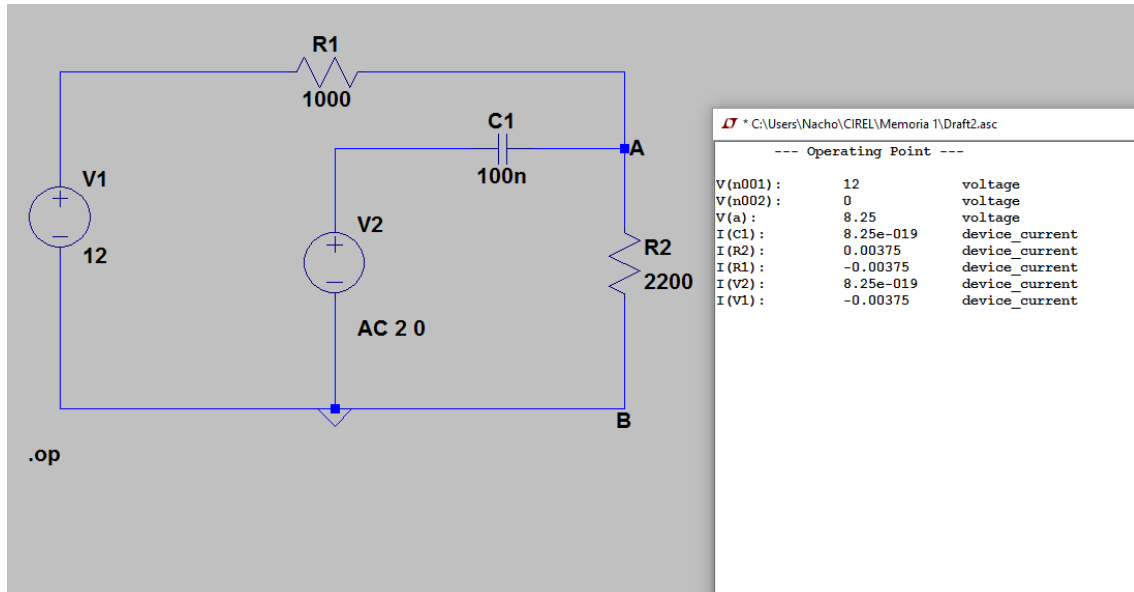 R1
1000
C1
100n
A
V1
12
V2
AC 2 0
R2
2200
B
.op
* C:\Users\Nacho\CIREL\Memoria 1\Draft2.asc
--- Operating Point ---
V(n001): 12 voltage
V(n002): 0 voltage
V(a): 8.25 voltage
I(C1): 8.25e-019 device_current
I(R2): 0.00375 device_current
I(R1): -0.00375 device_current
I(V2): 8.25e-019 device_current
I(V1): -0.00375 device_current